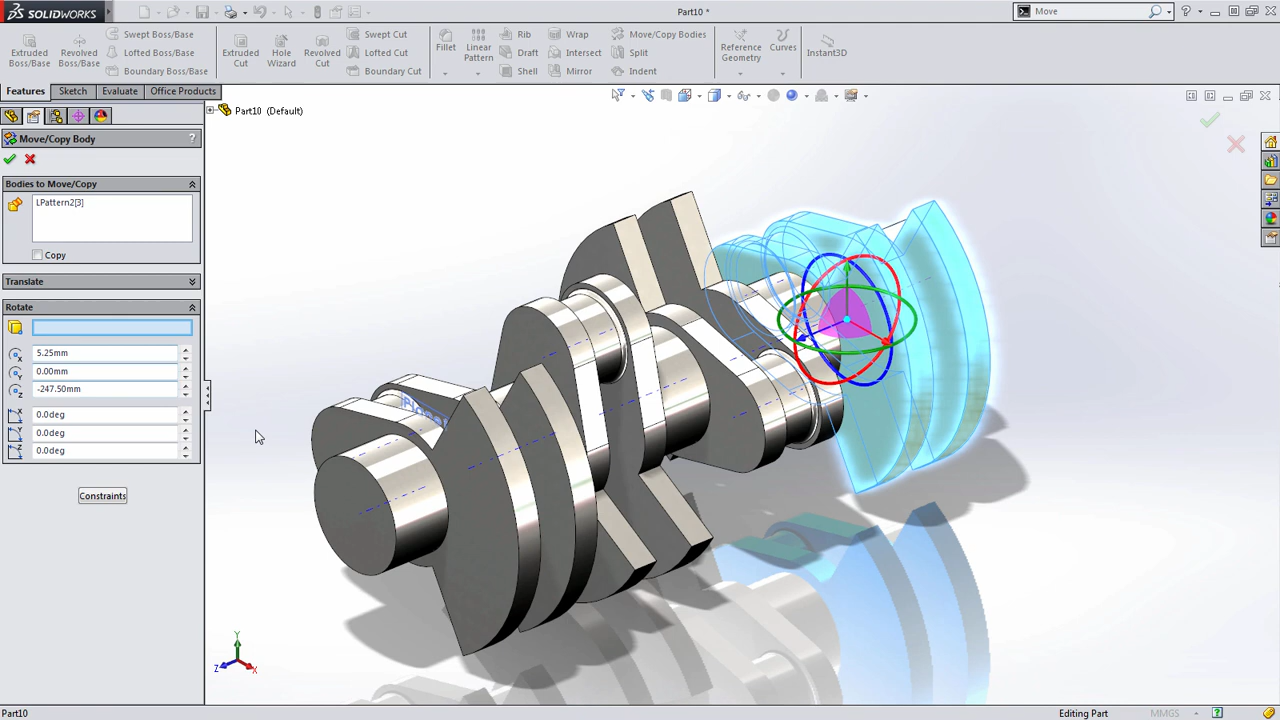 SOLIDWORKS
Part10 *
Move
Extruded Boss/Base
Revolved Boss/Base
Swept Boss/Base
Lofted Boss/Base
Boundary Boss/Base
Extruded Cut
Hole Wizard
Revolved Cut
Swept Cut
Lofted Cut
Boundary Cut
Fillet
Linear Pattern
Rib
Draft
Shell
Wrap
Intersect
Mirror
Move/Copy Bodies
Split
Indent
Reference Geometry
Curves
Instant3D
Features
Sketch
Evaluate
Office Products
Part10 (Default)
Move/Copy Body
?
Bodies to Move/Copy
LPattern2[3]
Copy
Translate
Rotate
5.25mm
0.00mm
-247.50mm
0.0deg
0.0deg
0.0deg
Constraints
Y
Z
X
Part10
Editing Part
MMGS